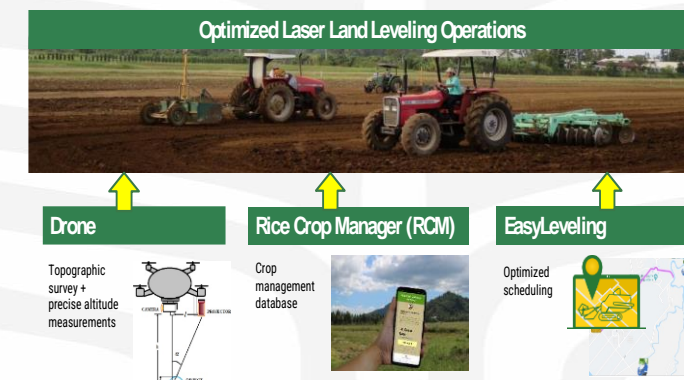 Optimized Laser Land Leveling Operations
Drone
Rice Crop Manager (RCM)
EasyLeveling
Topographic
survey +
precise altitude
measurements
Crop
management
database
Optimized
scheduling